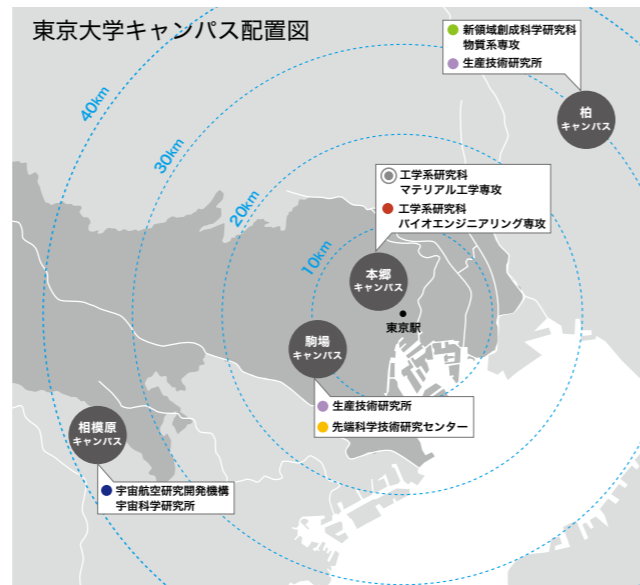 東京大学キャンパス配置図
新領域創成科学研究科
物質系専攻
生産技術研究所
40km
柏
キャンパス
30km
工学系研究科
マテリアル工学専攻
20km
工学系研究科
バイオエンジニアリング専攻
10km
本郷
キャンパス
東京駅
駒場
キャンパス
生産技術研究所
先端科学技術研究センター
相模原
キャンパス
宇宙航空研究開発機構
宇宙科学研究所